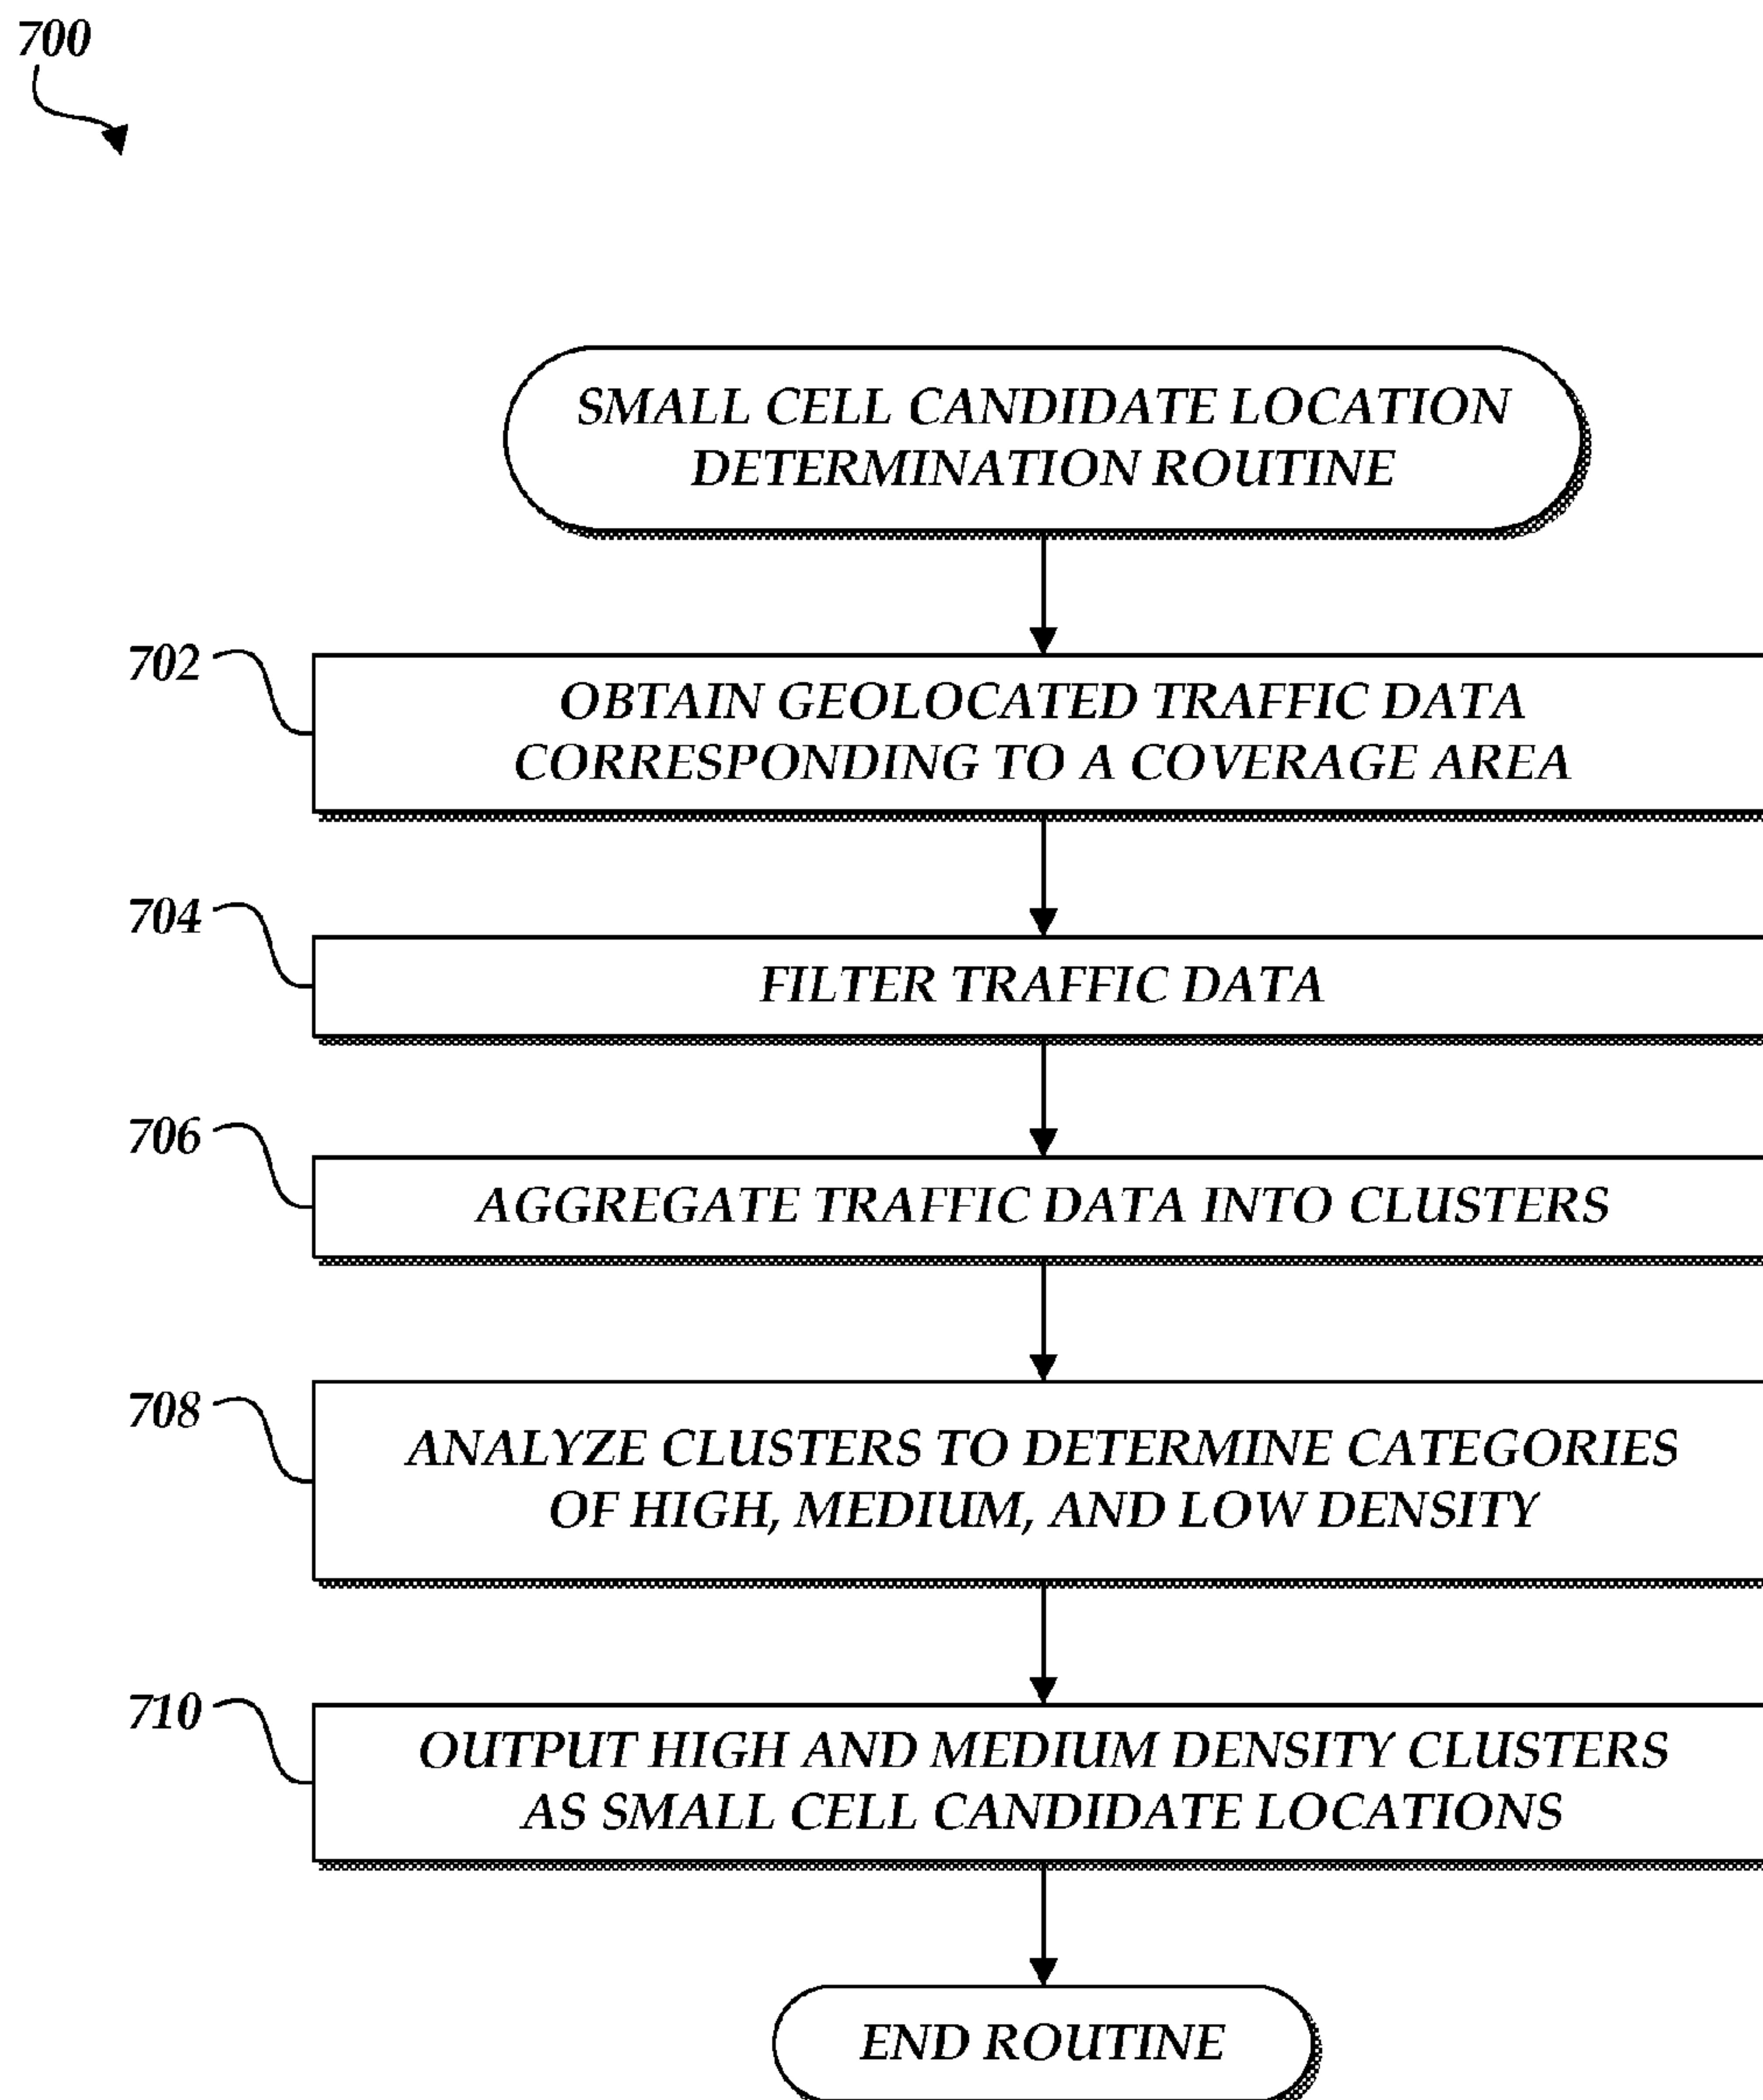 700
SMALL CELL CANDIDATE LOCATION
DETERMINATION ROUTINE
702
OBTAIN GEOLOCATED TRAFFIC DATA
CORRESPONDING TO A COVERAGE AREA
704
FILTER TRAFFIC DATA
706
AGGREGATE TRAFFIC DATA INTO CLUSTERS
708
ANALYZE CLUSTERS TO DETERMINE CATEGORIES
OF HIGH, MEDIUM, AND LOW DENSITY
710
OUTPUT HIGH AND MEDIUM DENSITY CLUSTERS
AS SMALL CELL CANDIDATE LOCATIONS
END ROUTINE